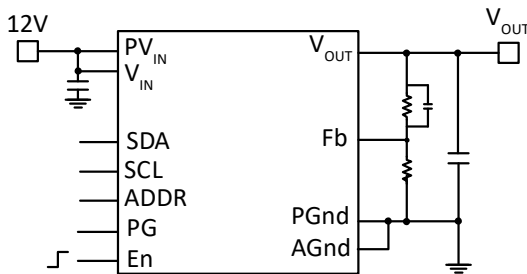 12V
PVIN
VIN
SDA
SCL
ADDR
PG
En
VOUT
Fb
PGnd
AGnd
VOUT